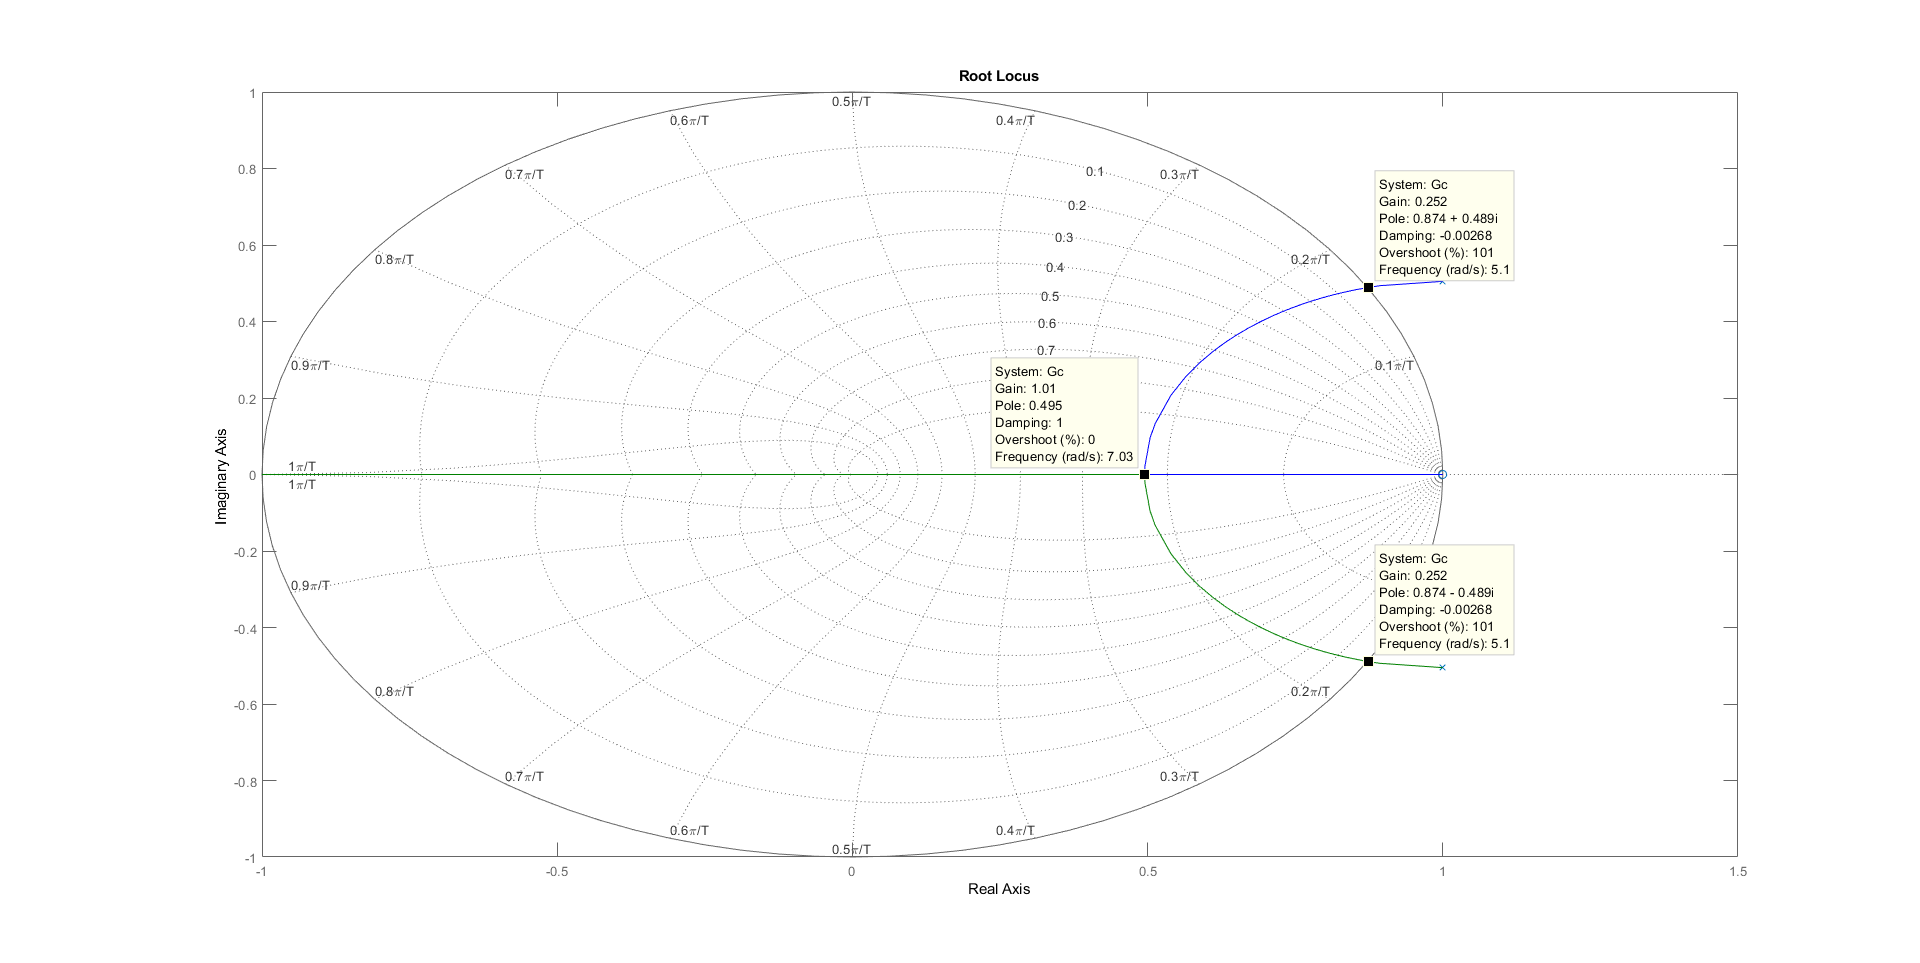 Root Locus
1
0.8
0.6
0.4
0.2
0
-0.2
-0.4
-0.6
-0.8
-1
Imaginary Axis
0.5π/T
0.6π/T
0.4π/T
0.7π/T
0.3π/T
0.8π/T
0.2π/T
0.9π/T
0.1π/T
1π/T
1π/T
0.9π/T
0.8π/T
0.2π/T
0.7π/T
0.3π/T
0.6π/T
0.4π/T
0.5π/T
0.1
0.2
0.3
0.4
0.5
0.6
0.7
System: Gc
Gain: 0.252
Pole: 0.874 + 0.489i
Damping: -0.00268
Overshoot (%): 101
Frequency (rad/s): 5.1
System: Gc
Gain: 1.01
Pole: 0.495
Damping: 1
Overshoot (%): 0
Frequency (rad/s): 7.03
System: Gc
Gain: 0.252
Pole: 0.874 - 0.489i
Damping: -0.00268
Overshoot (%): 101
Frequency (rad/s): 5.1
-1
-0.5
0
0.5
1
1.5
Real Axis